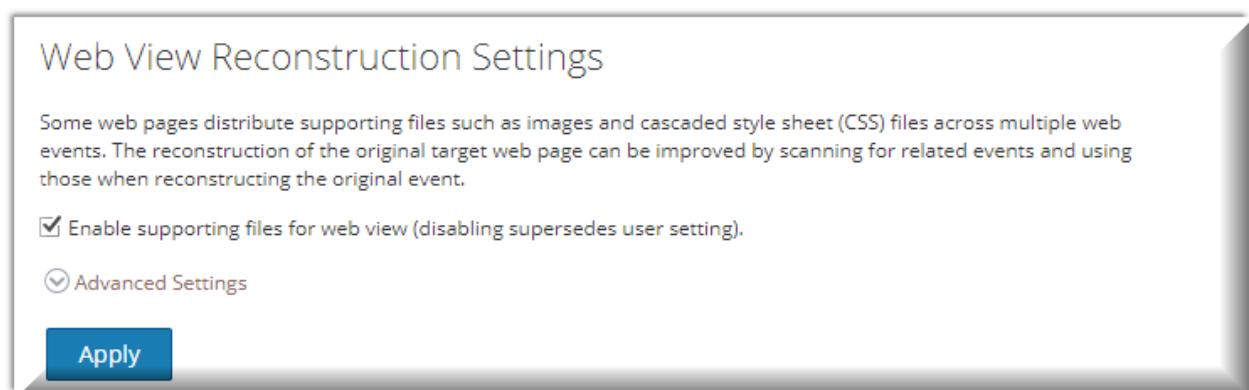 Web View Reconstruction Settings
Some web pages distribute supporting files such as images and cascaded style sheet (CSS) files across multiple web
events. The reconstruction of the original target web page can be improved by scanning for related events and using
those when reconstructing the original event.
Enable supporting files for web view (disabling supersedes user setting).
Advanced Settings
Apply